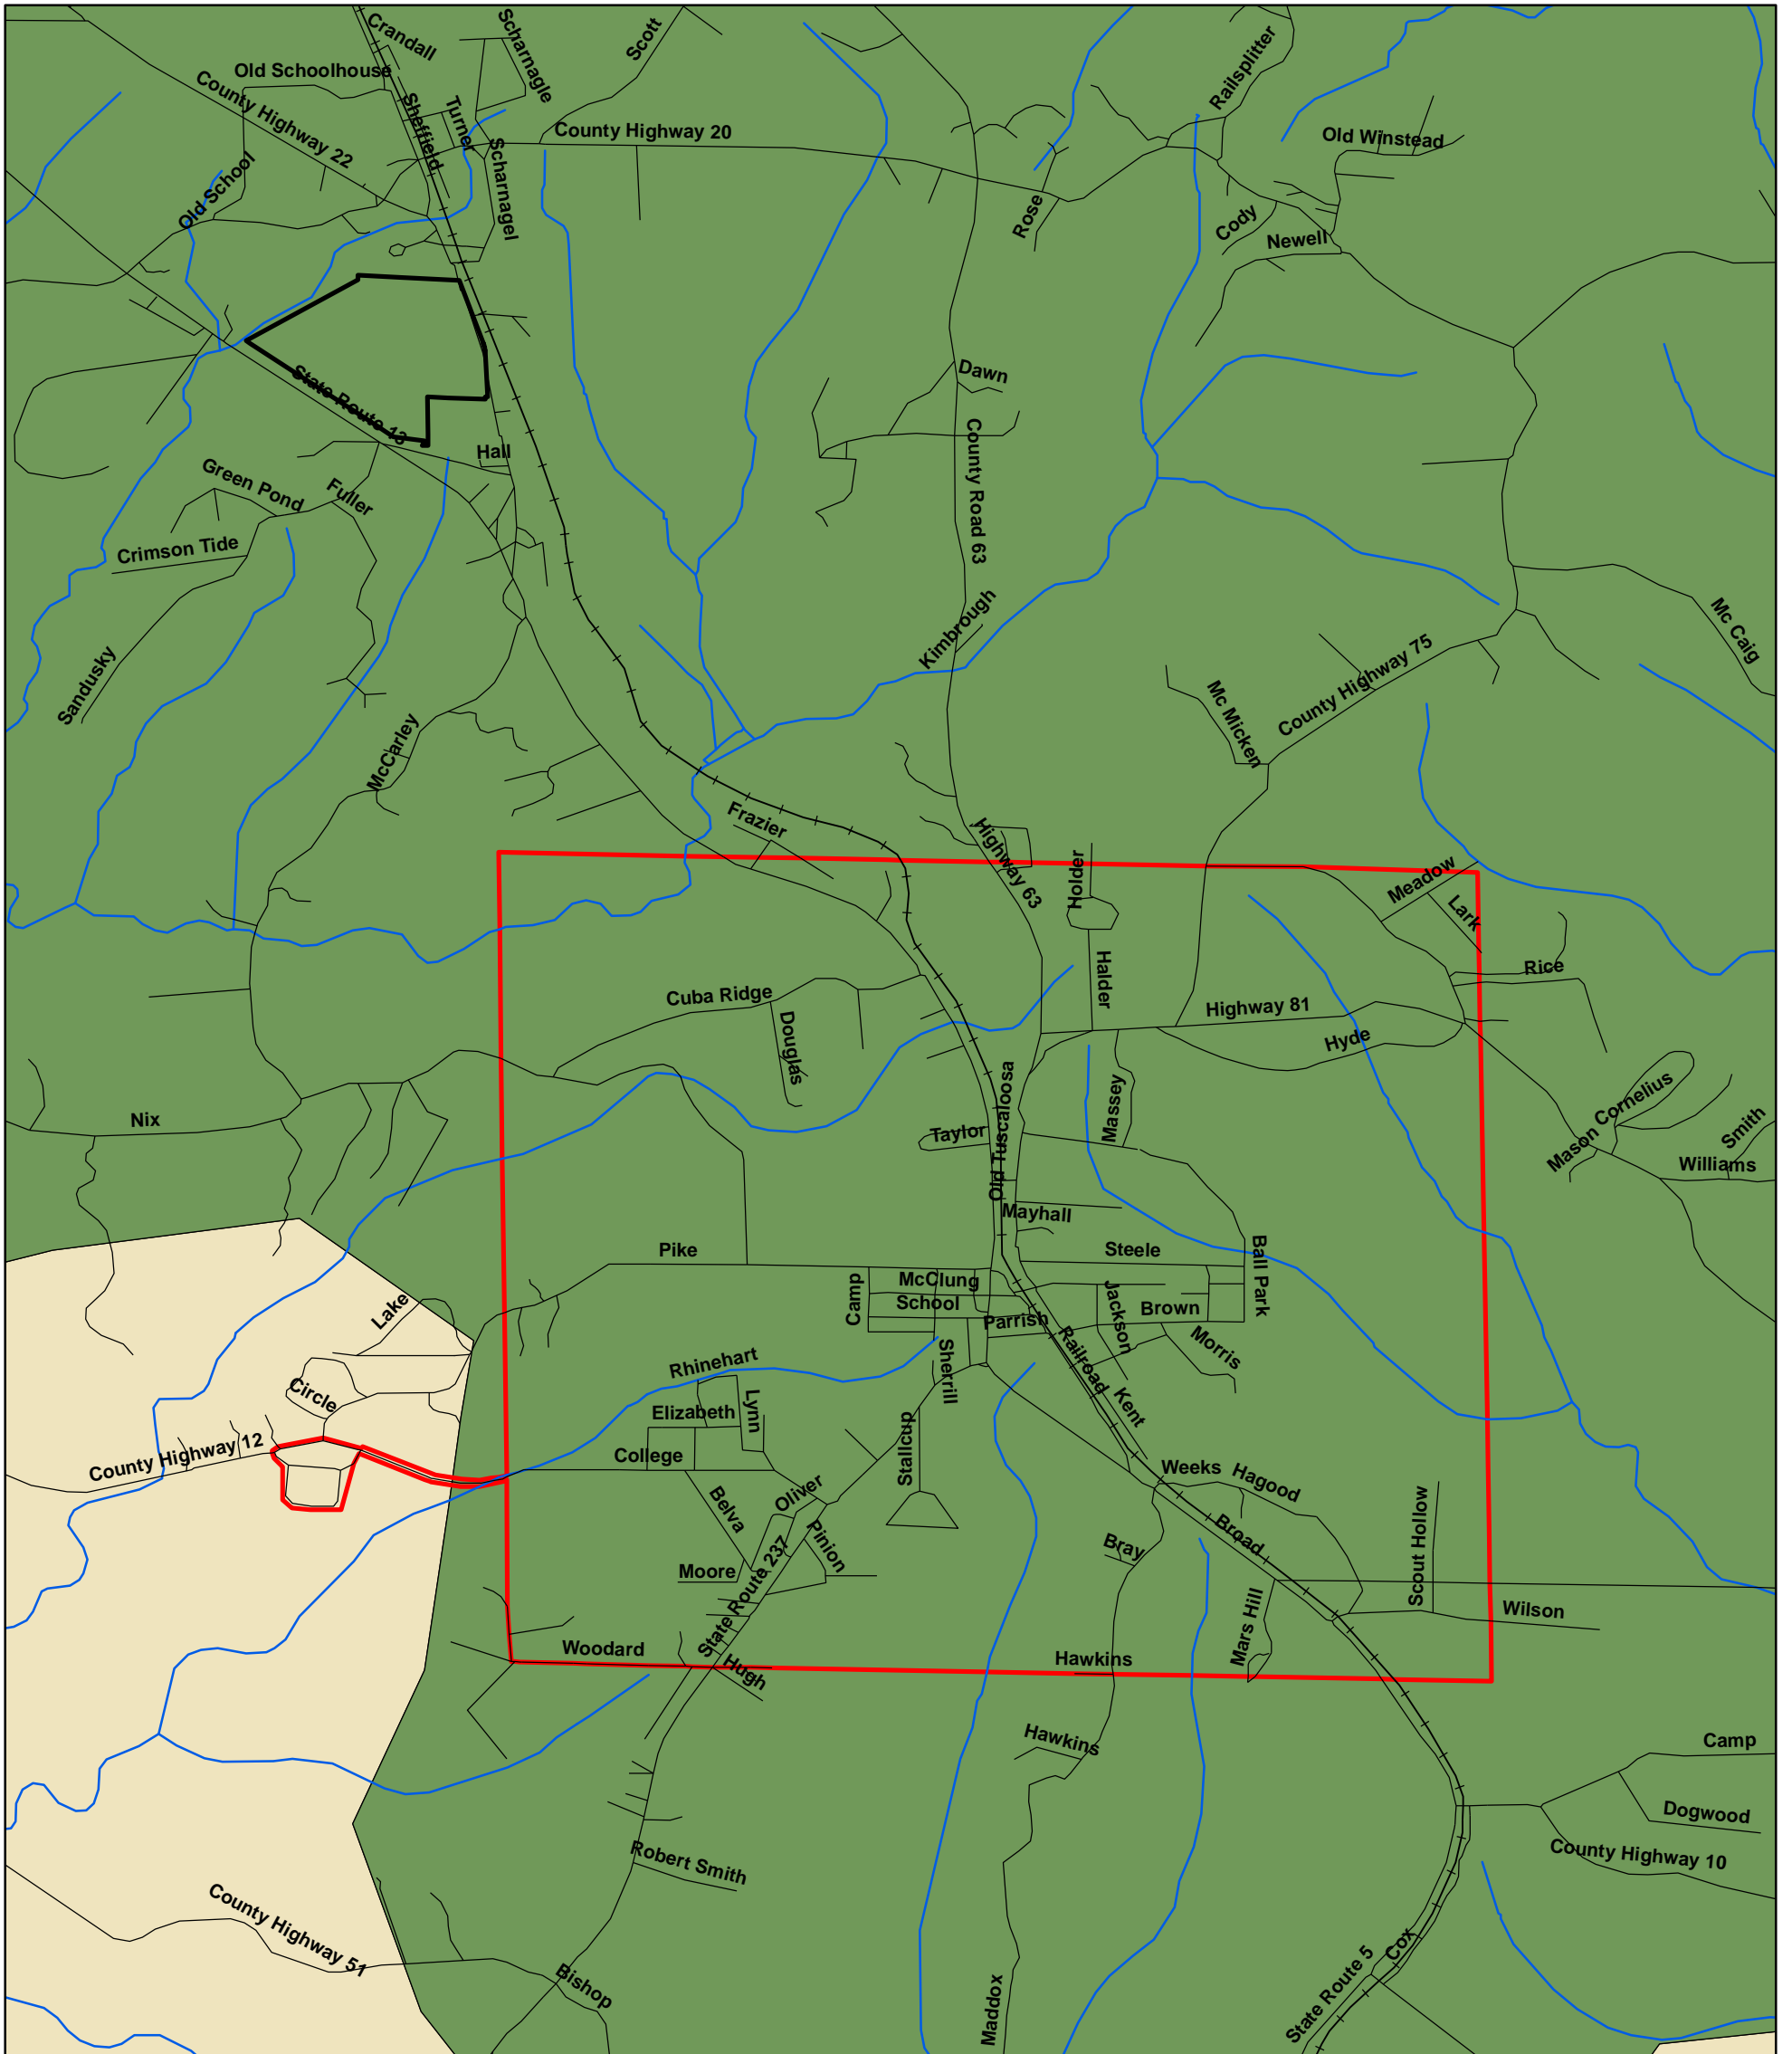 Crandall
Scharnagle
Scott
Railsplitter
Old Schoolhouse
County Highway 22
Sheffield
Turner
County Highway 20
Old Winstead
Old School
Scharnagel
Rose
Cody
Newell
State Route 13
Dawn
Hall
County Road 63
Green Pond
Fuller
Crimson Tide
Kimbrough
Mc Caig
Sandusky
County Highway 75
Mc Micken
McCarley
Frazier
Highway 63
Holder
Meadow
Lark
Rice
Halder
Cuba Ridge
Highway 81
Douglas
Hyde
Old Tuscaloosa
Massey
Cornelius
Nix
Taylor
Mason
Smith
Williams
Mayhall
Pike
Steele
Ball Park
McClung
Camp
School
Jackson
Brown
Lake
Parrish
Morris
Railroad
Rhinehart
Sherrill
Circle
Lynn
Elizabeth
Kent
County Highway 12
College
Stallcup
Weeks
Hagood
Oliver
Belva
Pinion
Broad
Scout Hollow
Bray
Moore
State Route 237
Mars Hill
Wilson
Woodard
Hugh
Hawkins
Hawkins
Camp
Dogwood
County Highway 10
Robert Smith
County Highway 51
Cox
State Route 5
Bishop
Maddox